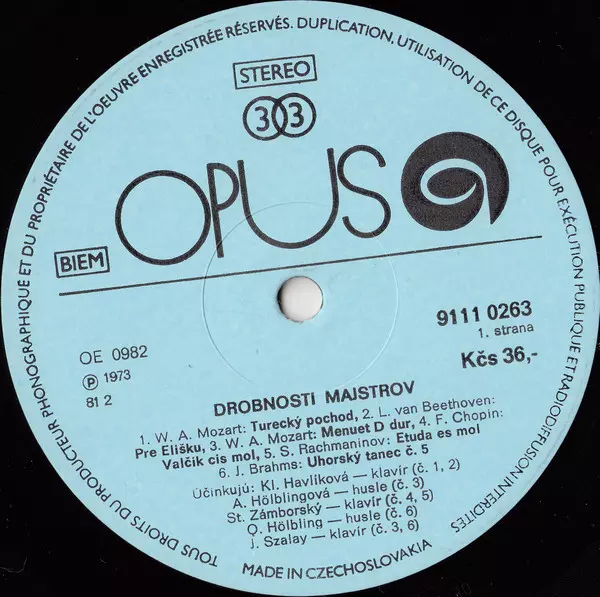 TOUS DROITS DU PRODUCTEUR PHONOGRAPHIQUE ET DU PROPRIÉTAIRE DE L'OEUVRE ENREGISTRÉE RÉSERVÉS. DUPLICATION, UTILISATION DE CE DISQUE POUR EXÉCUTION PUBLIQUE ET RADIODIFFUSION INTERDITES
STEREO
33
OPUS
BIEM
9111 0263
1. strana
OE 0982
Ⓟ 1973
81 2
Kčs 36,-
DROBNOSTI MAJSTROV
1. W. A. Mozart: Turecký pochod, 2. L. van Beethoven:
Pre Elišku, 3. W. A. Mozart: Menuet D dur, 4. F. Chopin:
Valčík cis mol, 5. S. Rachmaninov: Etuda es mol
6. J. Brahms: Uhorský tanec č. 5
Účinkujú: Kl. Havlíková — klavír (č. 1, 2)
A. Hölblingová — husle (č. 3)
St. Zámborský — klavír (č. 4, 5)
Q. Hölbling — husle (č. 6)
J. Szalay — klavír (č. 3, 6)
MADE IN CZECHOSLOVAKIA